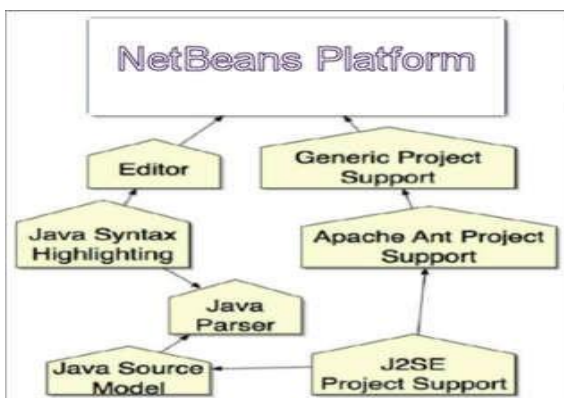 NetBeans Platform
Editor
Generic Project
Support
Java Syntax
Highlighting
Apache Ant Project
Support
Java
Parser
Java Source
Model
J2SE
Project Support